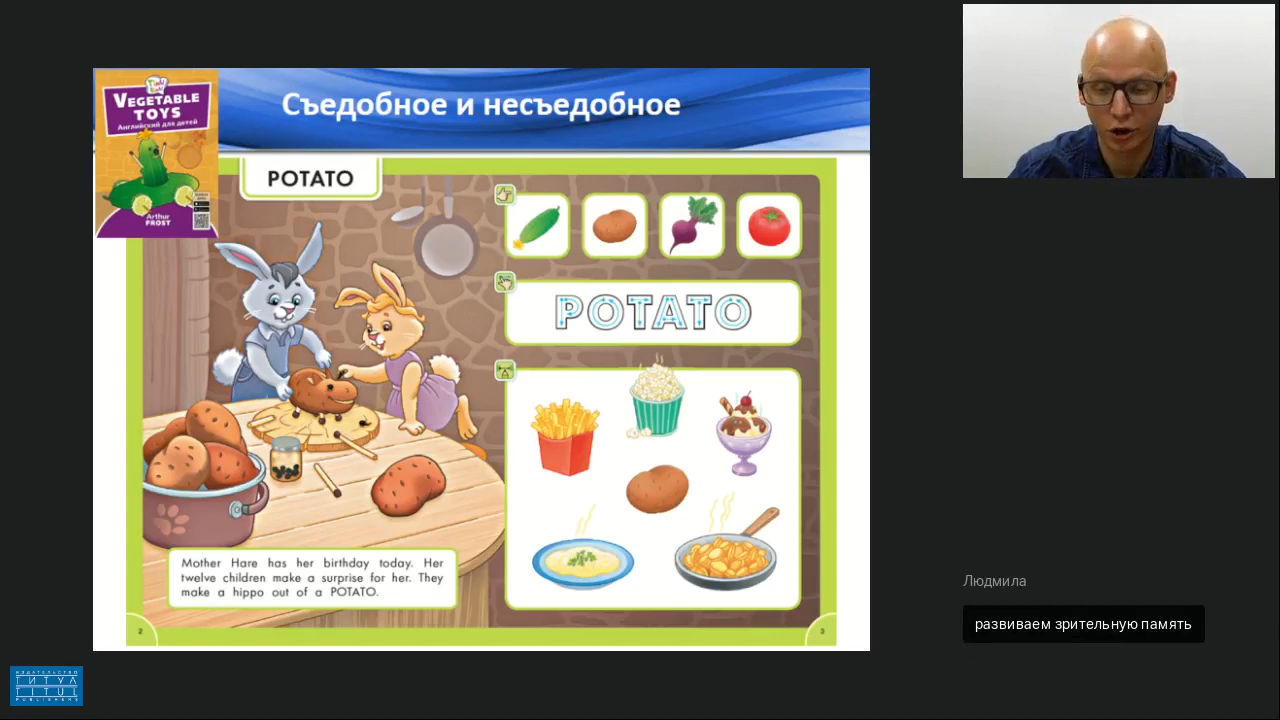 Съедобное и несъедобное
VEGETABLE
TOYS
Английский для детей
Arthur
FROST
POTATO
POTATO
Mother Hare has her birthday today. Her
twelve children make a surprise for her. They
make a hippo out of a POTATO.
2
3
Людмила
развиваем зрительную память
ИЗДАТЕЛЬСТВО
ТИТУЛ
TITUL
PUBLISHERS